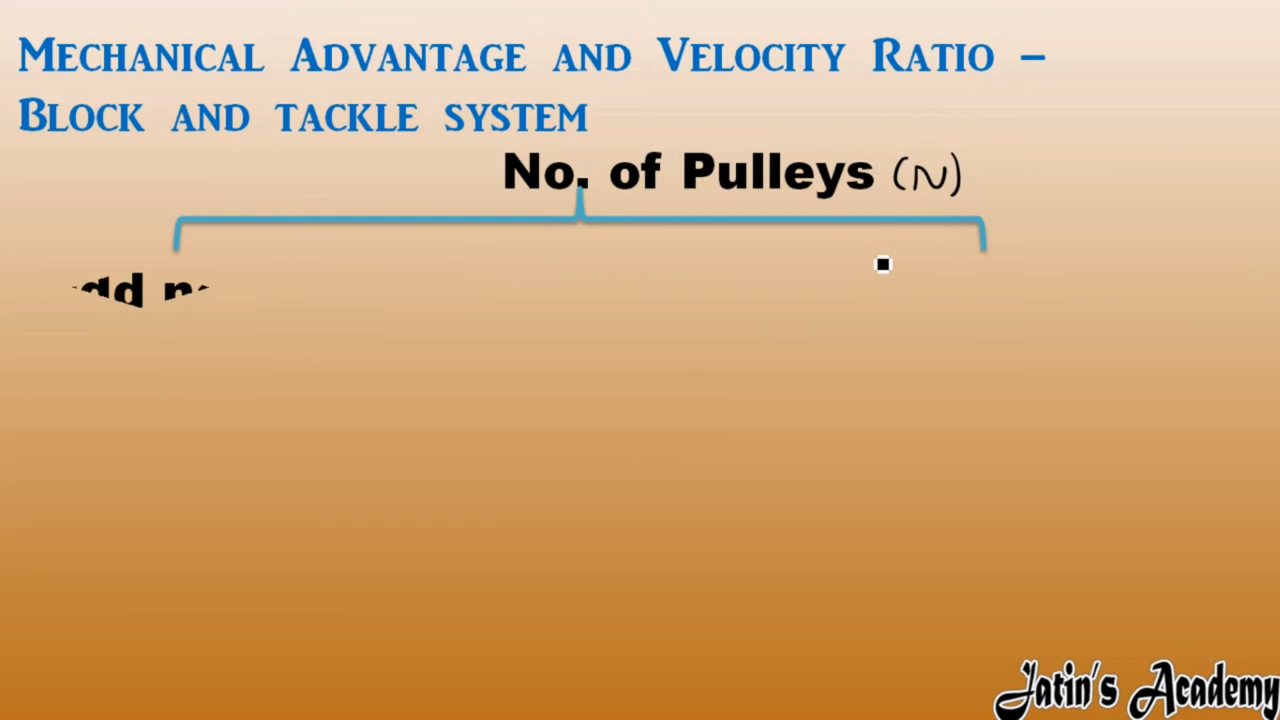 Mechanical Advantage and Velocity Ratio –
Block and tackle system
No. of Pulleys (n)
Jatin's Academy